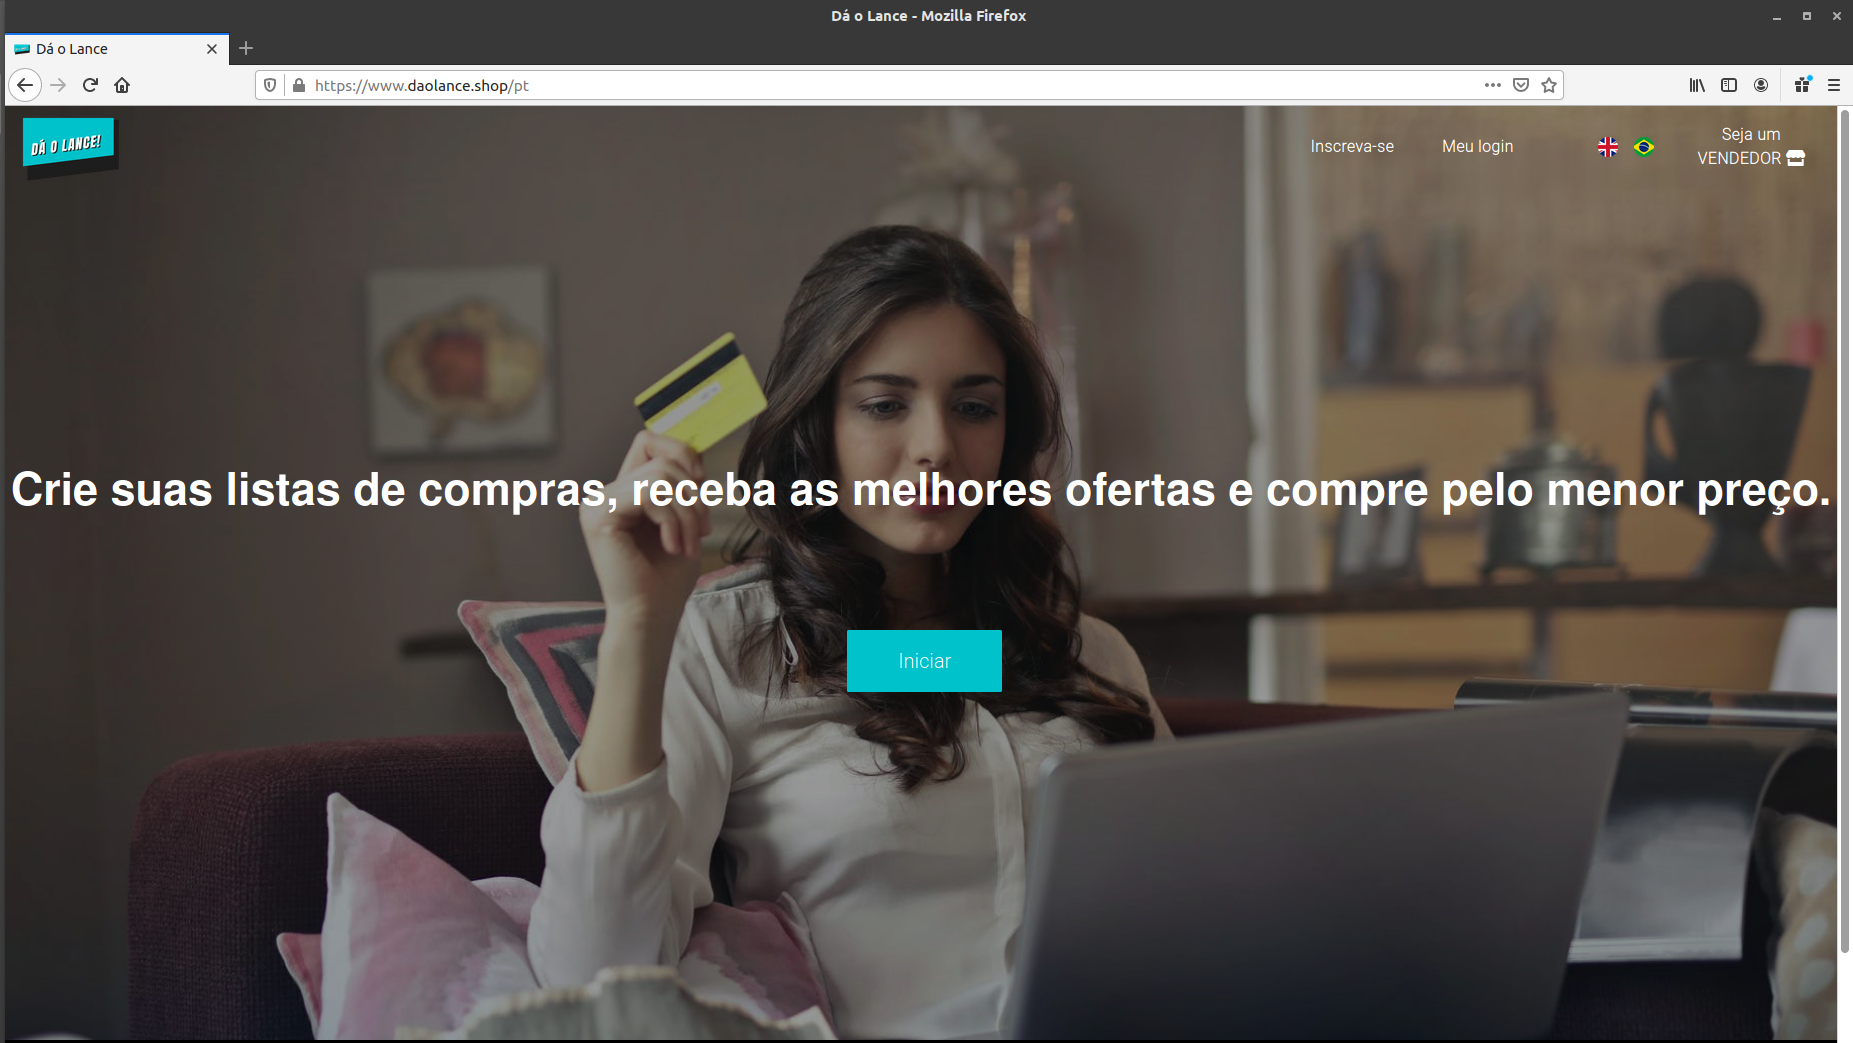 Dá o Lance - Mozilla Firefox
Dá o Lance
https://www.daolance.shop/pt
DÁ O LANCE!
Inscreva-se
Meu login
Seja um
VENDEDOR
Crie suas listas de compras, receba as melhores ofertas e compre pelo menor preço.
Iniciar